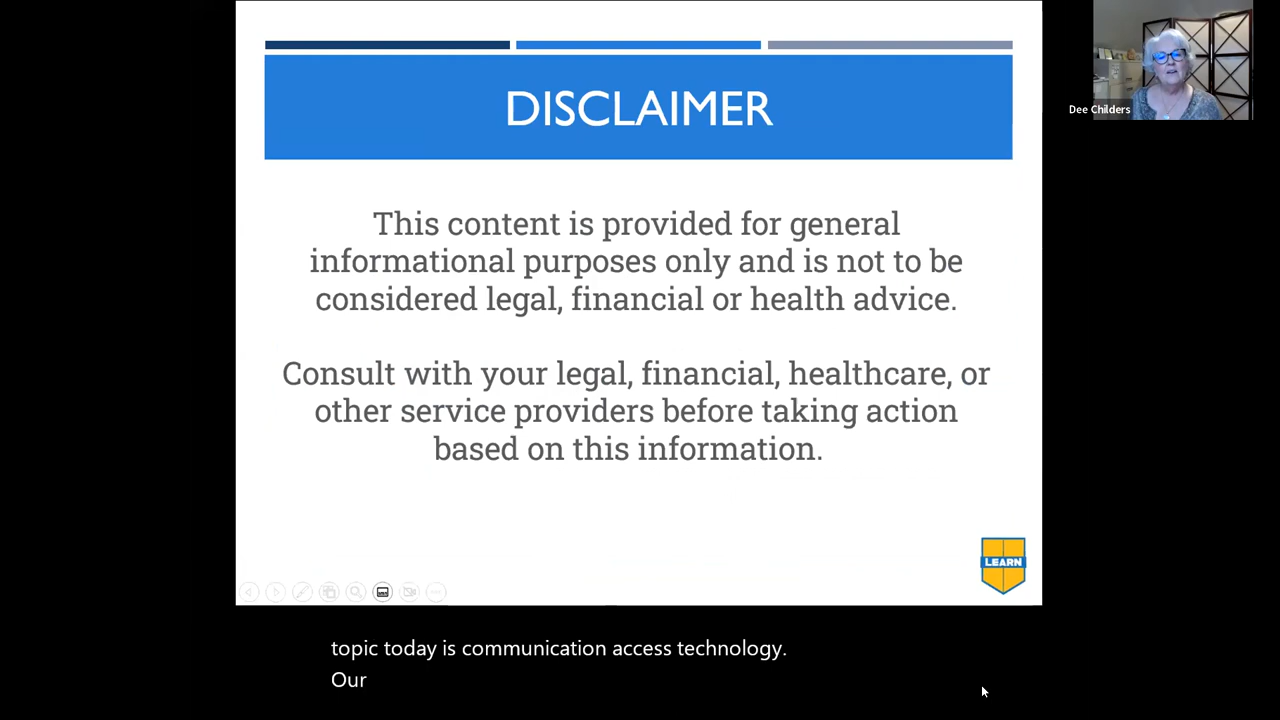 DISCLAIMER
Dee Childers
This content is provided for general
informational purposes only and is not to be
considered legal, financial or health advice.
Consult with your legal, financial, healthcare, or
other service providers before taking action
based on this information.
LEARN
topic today is communication access technology.
Our